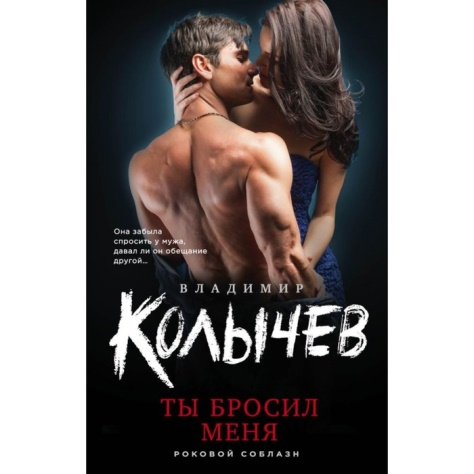 Она забыла
спросить у мужа,
давал ли он обещание
другой...
ВЛАДИМИР
КОЛЫЧЕВ
ТЫ БРОСИЛ
МЕНЯ
РОКОВОЙ СОБЛАЗН